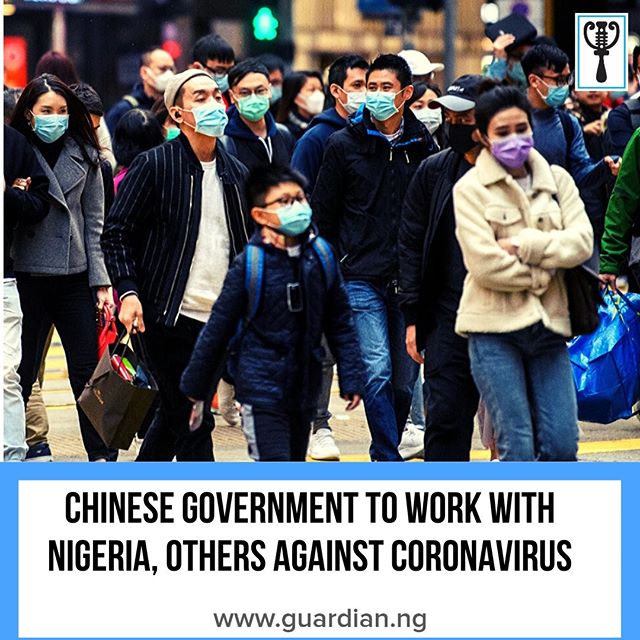 CHINESE GOVERNMENT TO WORK WITH
NIGERIA, OTHERS AGAINST CORONAVIRUS
www.guardian.ng